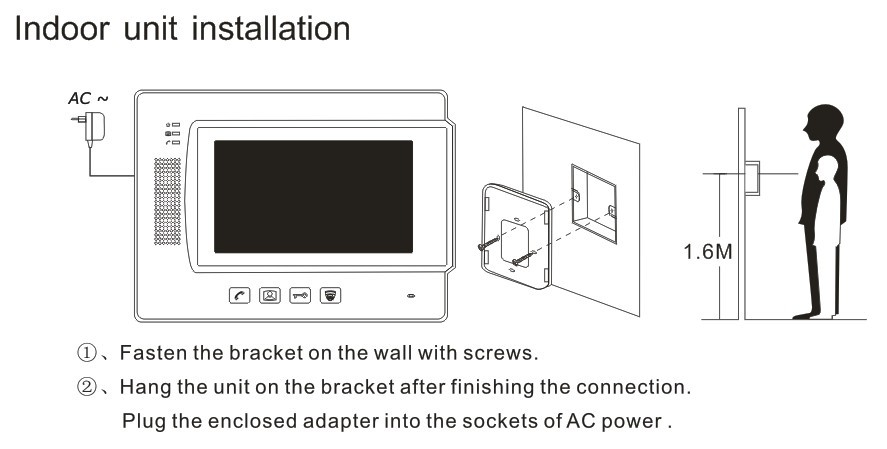 Indoor unit installation
AC ~
1.6M
①、Fasten the bracket on the wall with screws.
②、Hang the unit on the bracket after finishing the connection.
Plug the enclosed adapter into the sockets of AC power .